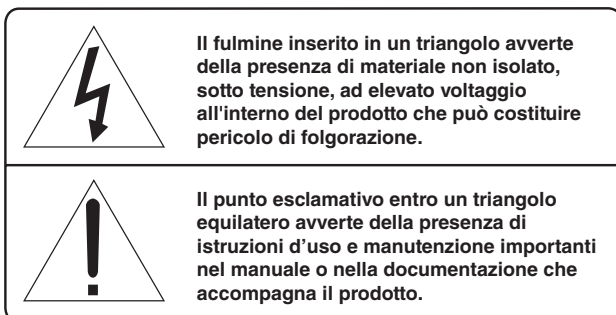 Il fulmine inserito in un triangolo avverte
della presenza di materiale non isolato,
sotto tensione, ad elevato voltaggio
all'interno del prodotto che può costituire
pericolo di folgorazione.
Il punto esclamativo entro un triangolo
equilatero avverte della presenza di
istruzioni d’uso e manutenzione importanti
nel manuale o nella documentazione che
accompagna il prodotto.